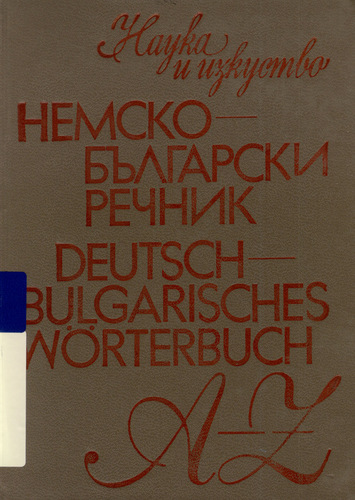 Наука
и изкуство
НЕМСКО—
БЪЛГАРСКИ
РЕЧНИК
DEUTSCH—
BULGARISCHES
WÖRTERBUCH
A–Z